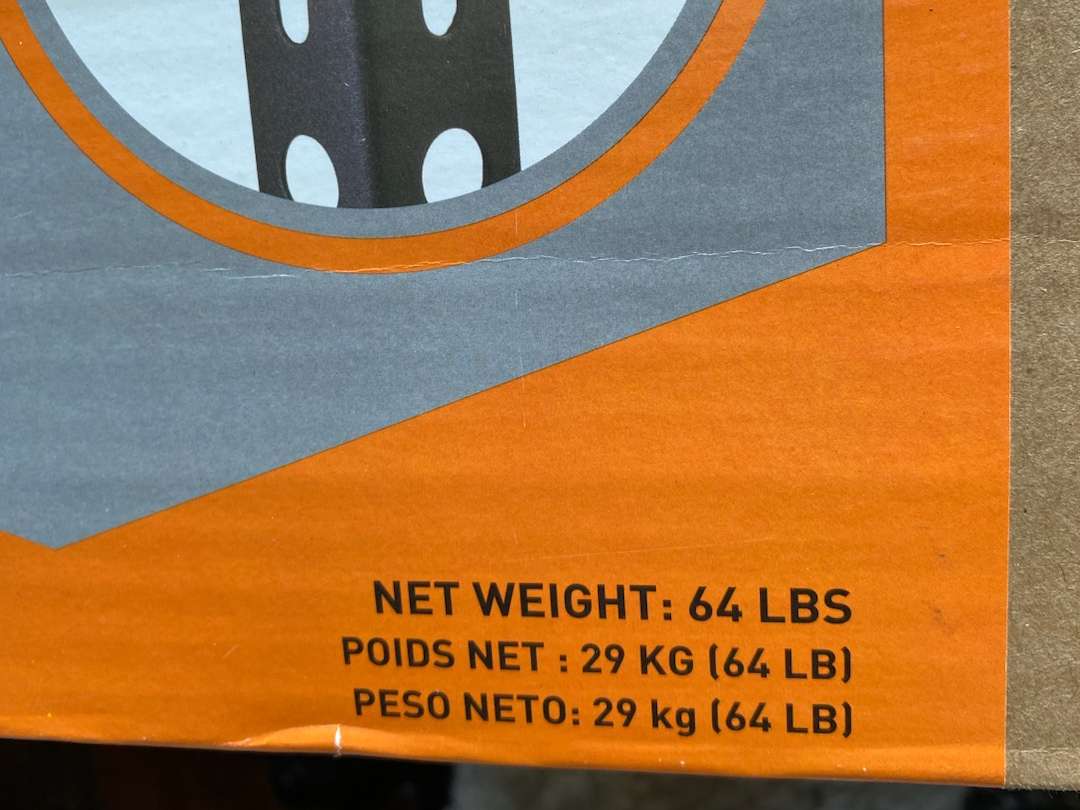 NET WEIGHT: 64 LBS
POIDS NET : 29 KG (64 LB)
PESO NETO: 29 kg (64 LB)